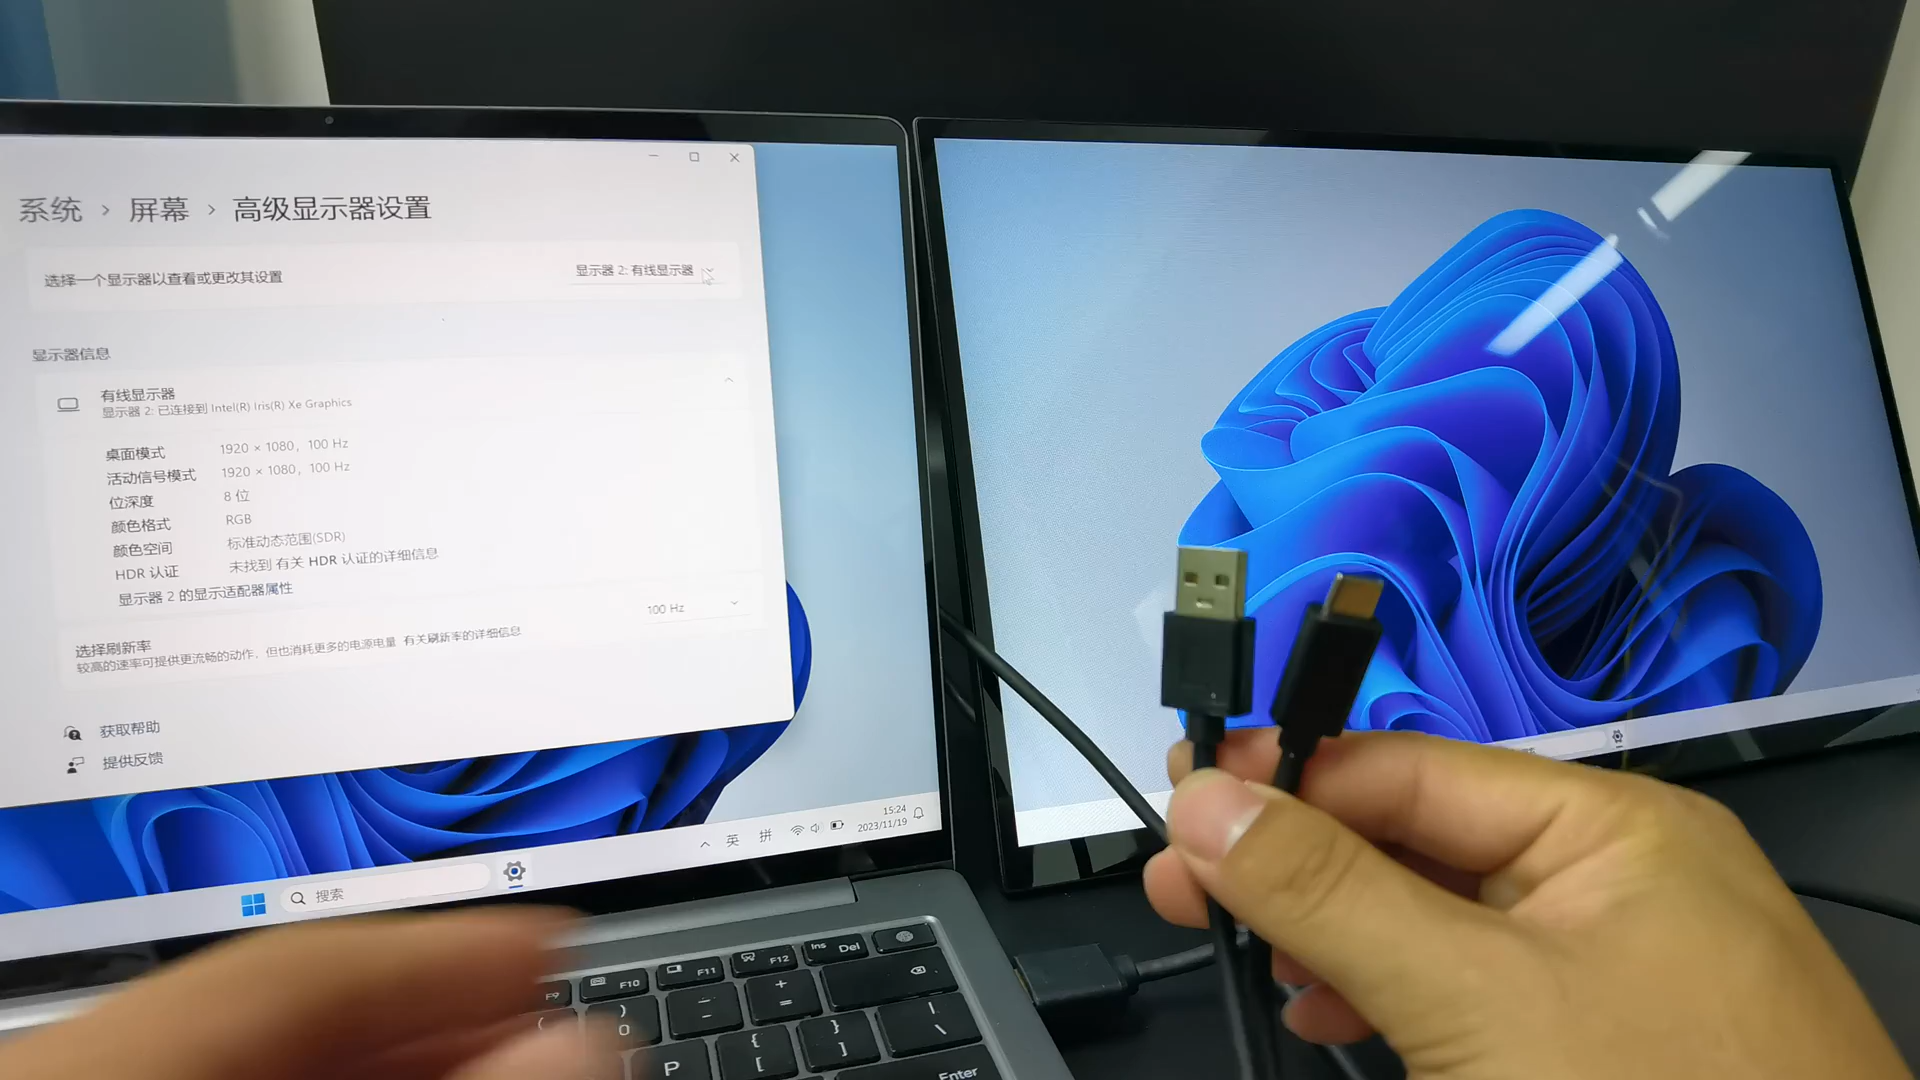 系统 › 屏幕 › 高级显示器设置
选择一个显示器以查看或更改其设置
显示器 2: 有线显示器
显示器信息
有线显示器
显示器 2: 已连接到 Intel(R) Iris(R) Xe Graphics
桌面模式 1920 × 1080, 100 Hz
活动信号模式 1920 × 1080, 100 Hz
位深度 8 位
颜色格式 RGB
颜色空间 标准动态范围(SDR)
HDR 认证 未找到 有关 HDR 认证的详细信息
显示器 2 的显示适配器属性
选择刷新率
较高的速率可提供更流畅的动作，但也消耗更多的电源电量 有关刷新率的详细信息
100 Hz
获取帮助
提供反馈
搜索
英 拼
15:24
2023/11/19
F9 F10 F11 F12 Ins Del
) 0 − - + =
P { [ } ] | \
Enter